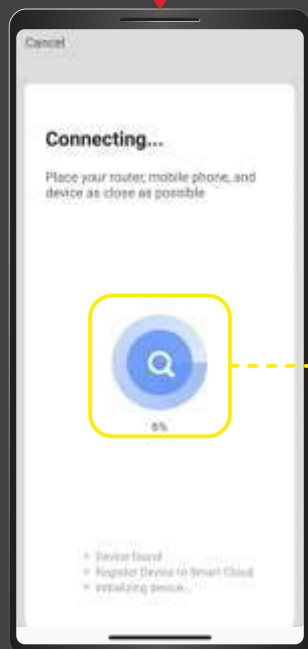 Cancel
Connecting...
Place your router, mobile phone, and
device as close as possible
6%
Device found
Register Device to Smart Cloud
Initializing device...